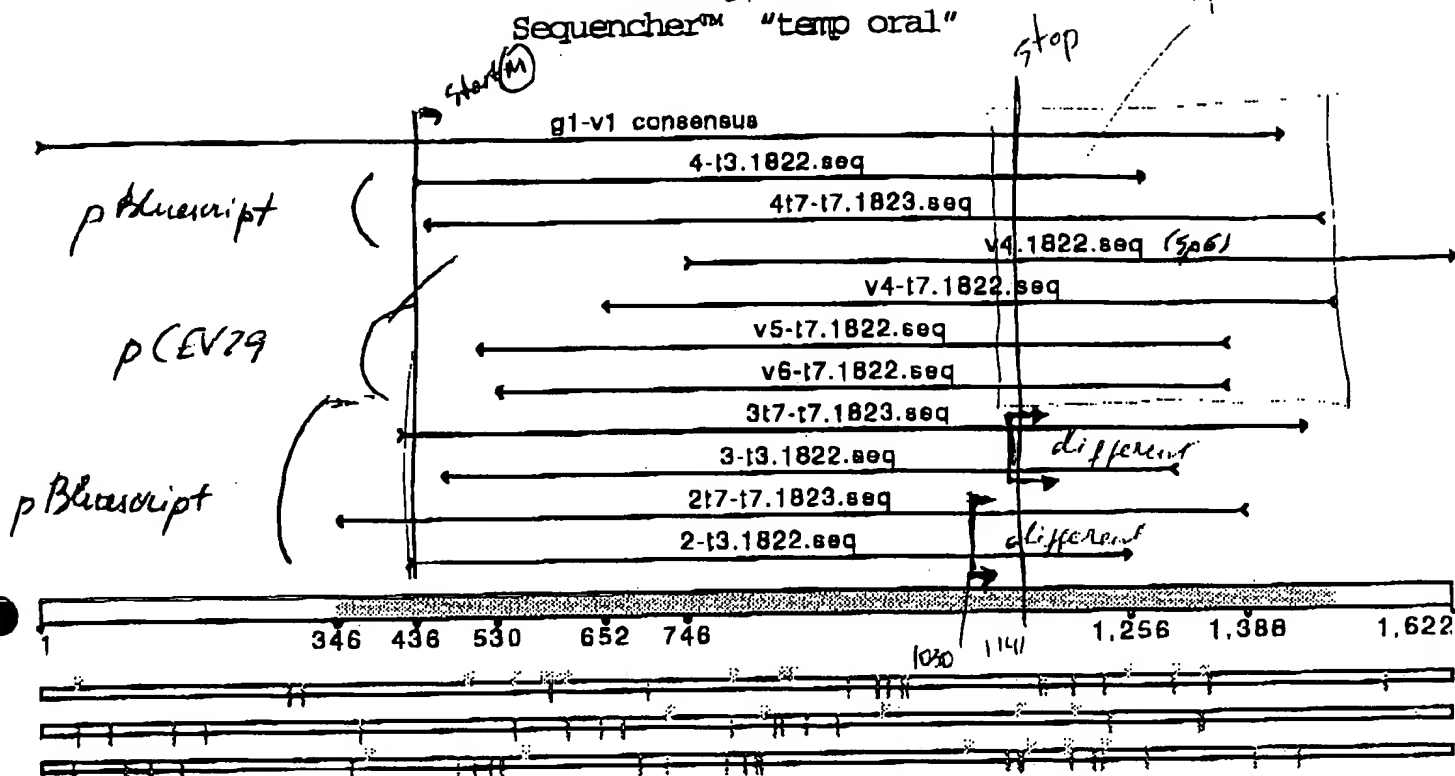 Sequencher™ "temp oral"
start M
stop
g1-v1 consensus
4-t3.1822.seq
pBluescript
4t7-t7.1823.seq
v4.1822.seq (Sp6)
v4-t7.1822.seq
pCEV29
v5-t7.1822.seq
v6-t7.1822.seq
3t7-t7.1823.seq
different
3-t3.1822.seq
pBluescript
2t7-t7.1823.seq
2-t3.1822.seq
different
1 346 436 530 652 746 1,256 1,388 1,622
1030 1141